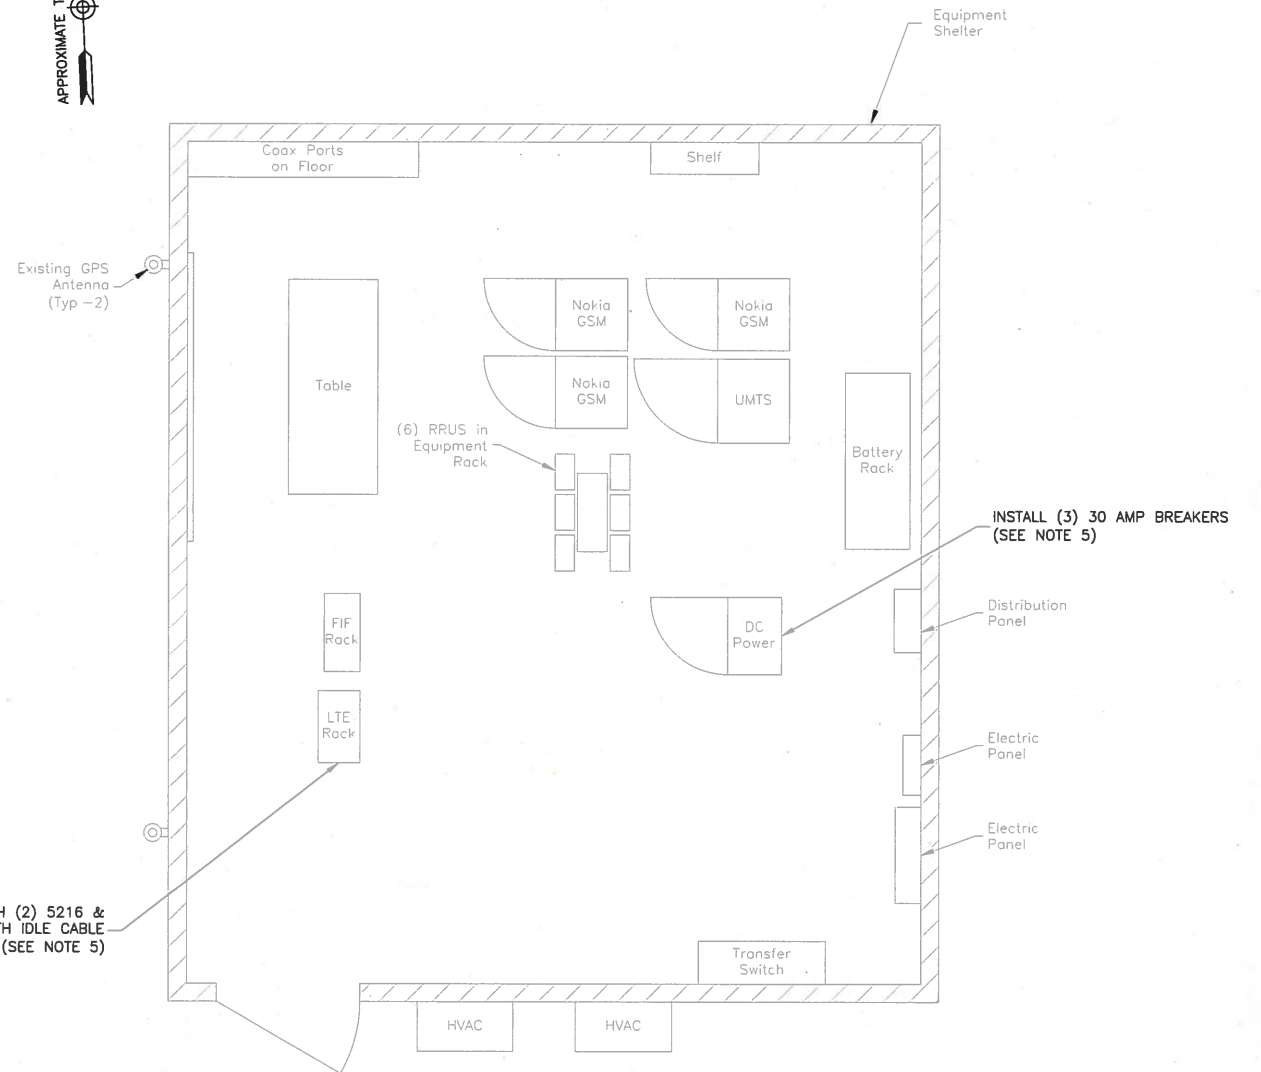 APPROXIMATE T
Equipment
Shelter
Coax Ports
on Floor
Shelf
Existing GPS
Antenna
(Typ -2)
Nokia
GSM
Nokia
GSM
Table
Nokia
GSM
UMTS
(6) RRUS in
Equipment
Rack
Battery
Rack
INSTALL (3) 30 AMP BREAKERS
(SEE NOTE 5)
Distribution
Panel
FIF
Rack
DC
Power
LTE
Rack
Electric
Panel
Electric
Panel
H (2) 5216 &
TH IDLE CABLE
(SEE NOTE 5)
Transfer
Switch
HVAC
HVAC